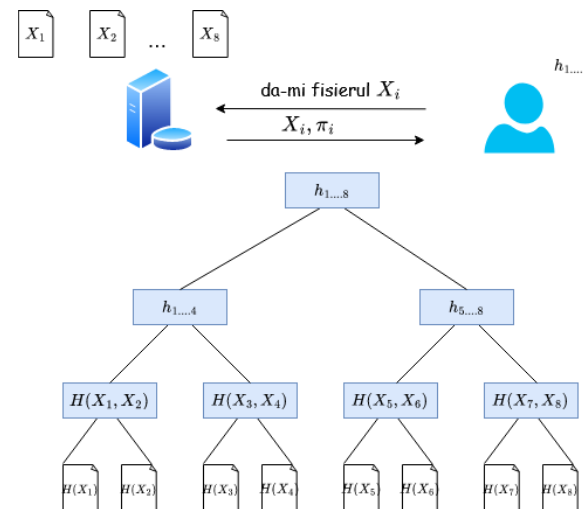 X₁ X₂ ... X₈
h₁....
da-mi fisierul Xᵢ
Xᵢ, πᵢ
h₁....₈
h₁....₄ h₅....₈
H(X₁, X₂) H(X₃, X₄) H(X₅, X₆) H(X₇, X₈)
H(X₁) H(X₂) H(X₃) H(X₄) H(X₅) H(X₆) H(X₇) H(X₈)